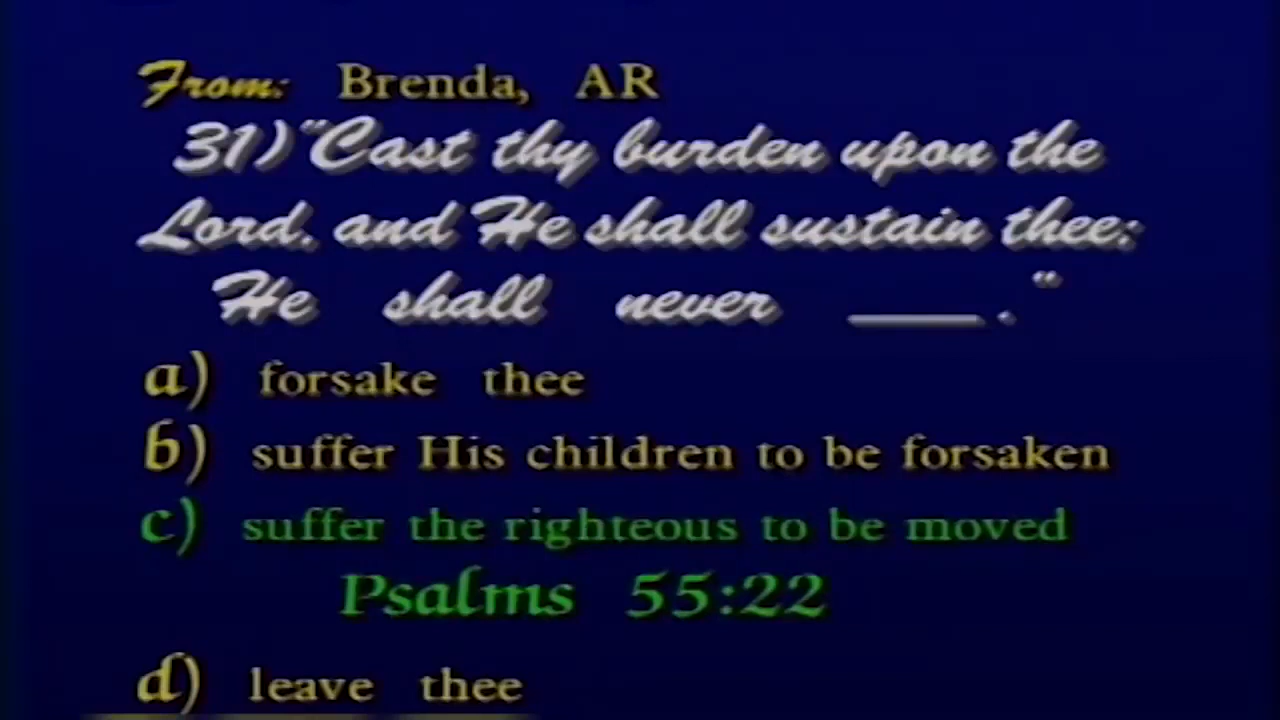 From: Brenda, AR
31) "Cast thy burden upon the
Lord, and He shall sustain thee:
He shall never ____."
a) forsake thee
b) suffer His children to be forsaken
c) suffer the righteous to be moved
Psalms 55:22
d) leave thee